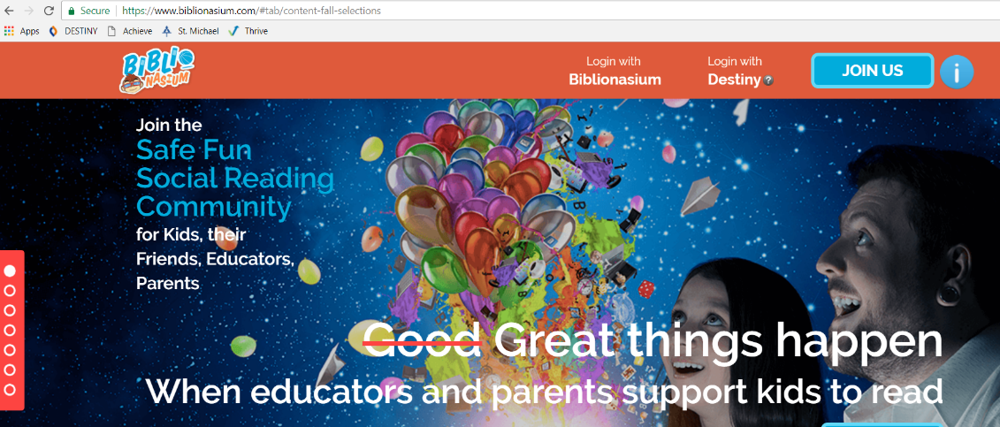 Secure https://www.biblionasium.com/#tab/content-fall-selections
Apps DESTINY Achieve St. Michael Thrive
BIBLIO
NASIUM
Login with
Biblionasium
Login with
Destiny ?
JOIN US
i
Join the
Safe Fun
Social Reading
Community
for Kids, their
Friends, Educators,
Parents
Good Great things happen
When educators and parents support kids to read